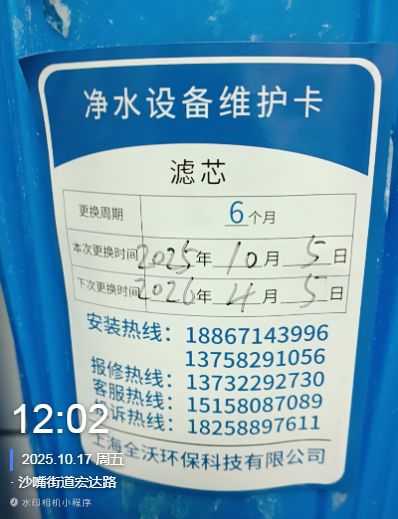 净水设备维护卡
滤芯
更换周期 6个月
本次更换时间 2025年 10月 5日
下次更换时间 2026年 4月 5日
安装热线：18867143996
13758291056
报修热线：13732292730
客服热线：15158087089
诉热线：18258897611
上海全沃环保科技有限公司
12:02
2025.10.17 周五
·沙嘴街道宏达路
水印相机小程序